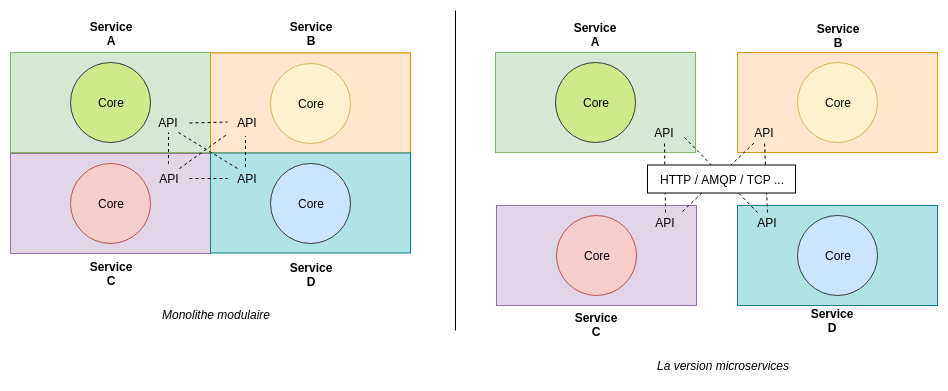 Service
A
Service
B
Core
Core
API
API
API
API
Core
Core
Service
C
Service
D
Monolithe modulaire
Service
A
Service
B
Core
Core
API
API
HTTP / AMQP / TCP ...
API
API
Core
Core
Service
C
Service
D
La version microservices